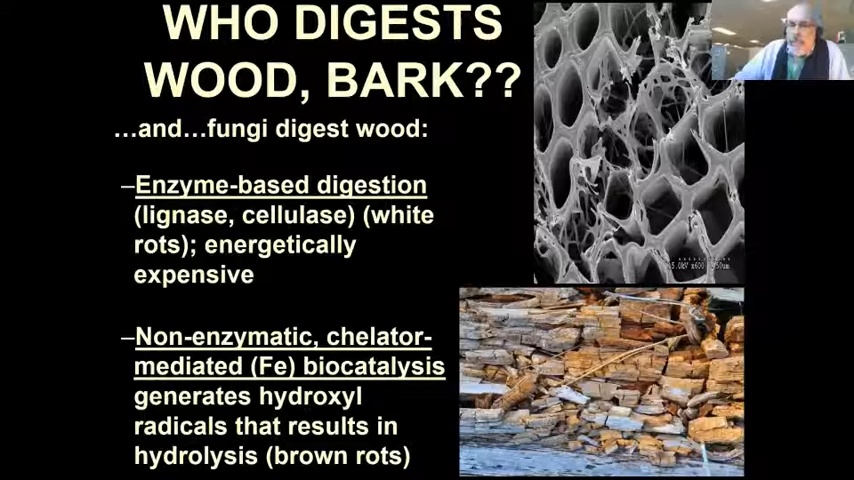 WHO DIGESTS
WOOD, BARK??
…and…fungi digest wood:
–Enzyme-based digestion
(lignase, cellulase) (white
rots); energetically
expensive
–Non-enzymatic, chelator-
mediated (Fe) biocatalysis
generates hydroxyl
radicals that results in
hydrolysis (brown rots)